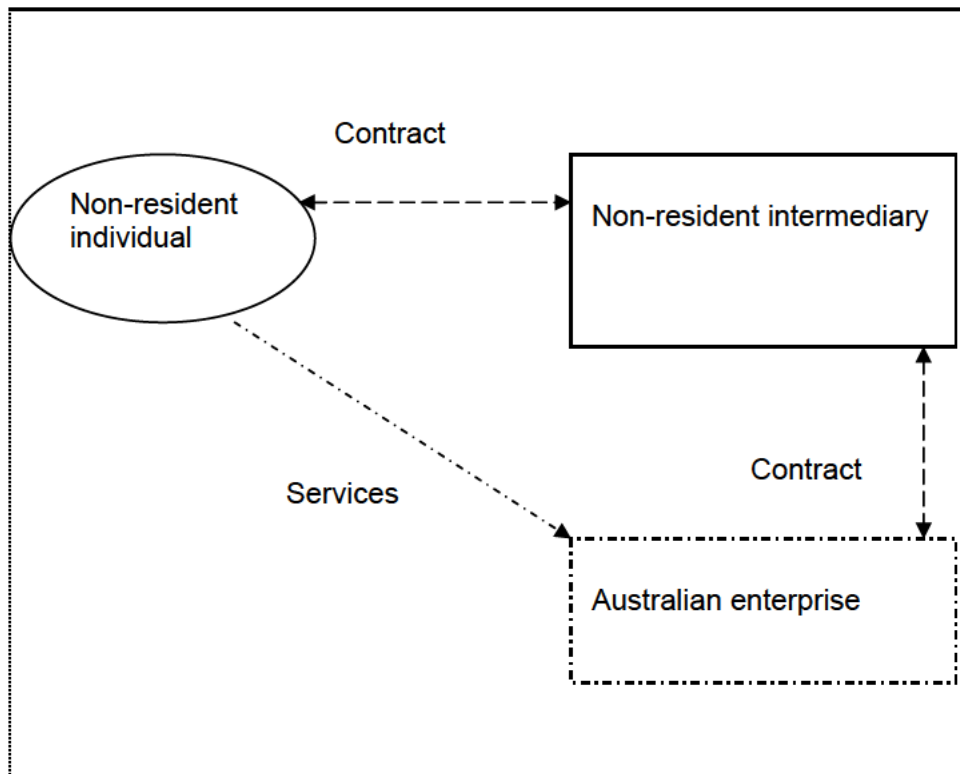 Contract
Non-resident
individual
Non-resident intermediary
Services
Contract
Australian enterprise